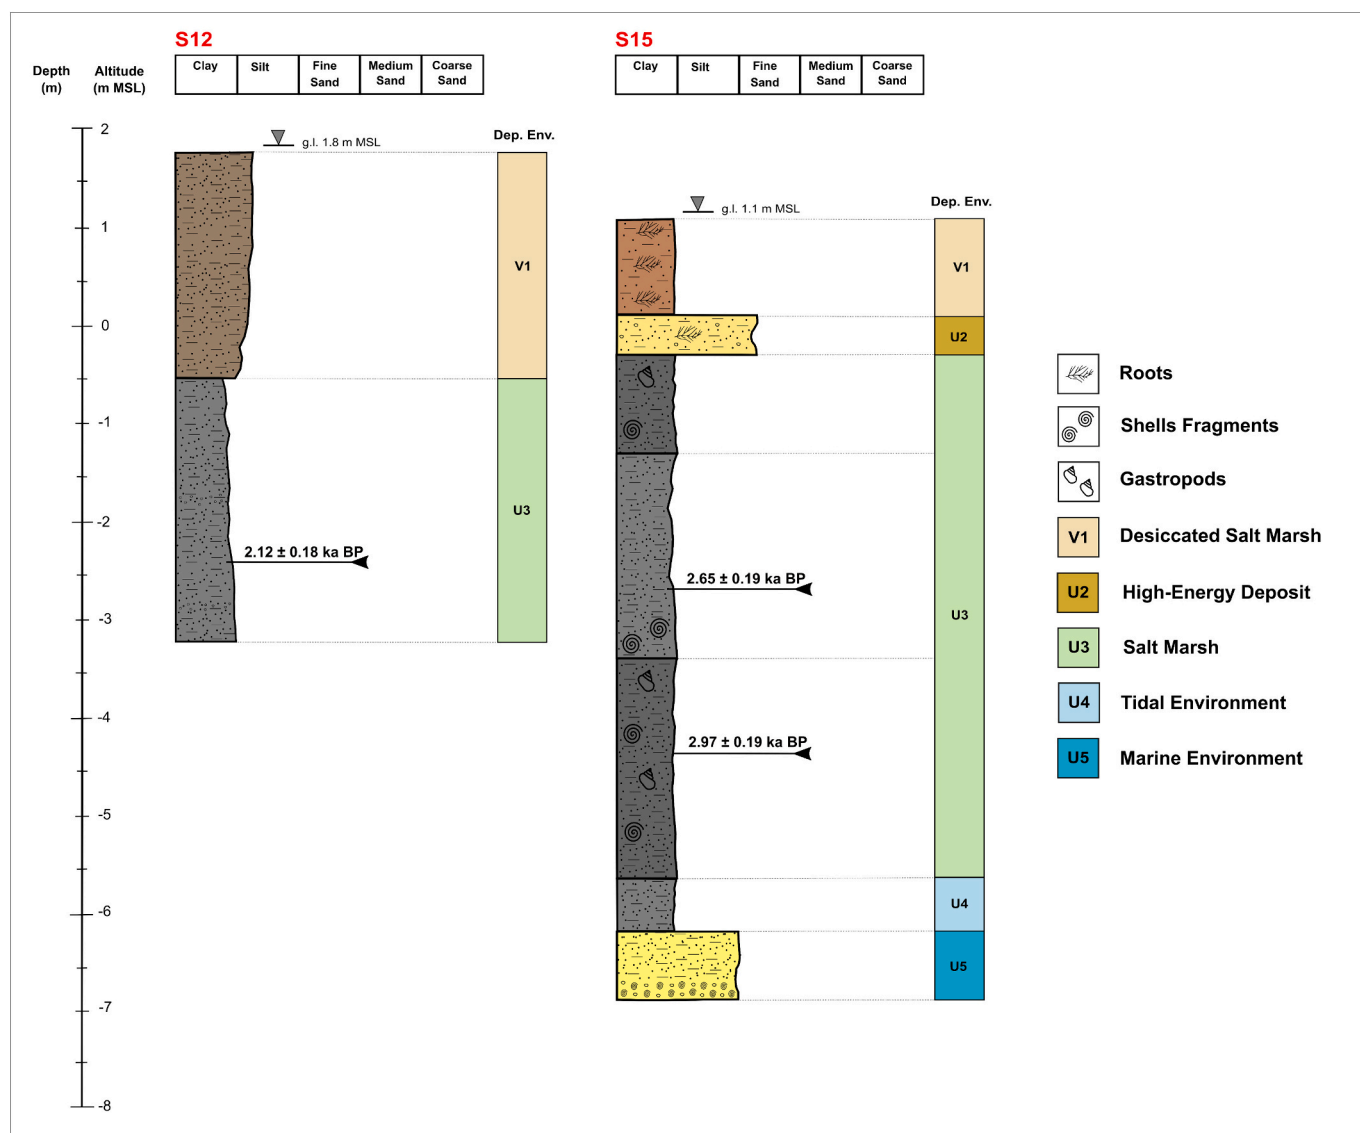 S12
S15
Depth
(m)
Altitude
(m MSL)
Clay
Silt
Fine
Sand
Medium
Sand
Coarse
Sand
Clay
Silt
Fine
Sand
Medium
Sand
Coarse
Sand
2
1
0
-1
-2
-3
-4
-5
-6
-7
-8
g.l. 1.8 m MSL
Dep. Env.
V1
U3
2.12 ± 0.18 ka BP
g.l. 1.1 m MSL
Dep. Env.
V1
U2
U3
U4
U5
2.65 ± 0.19 ka BP
2.97 ± 0.19 ka BP
Roots
Shells Fragments
Gastropods
V1 Desiccated Salt Marsh
U2 High-Energy Deposit
U3 Salt Marsh
U4 Tidal Environment
U5 Marine Environment